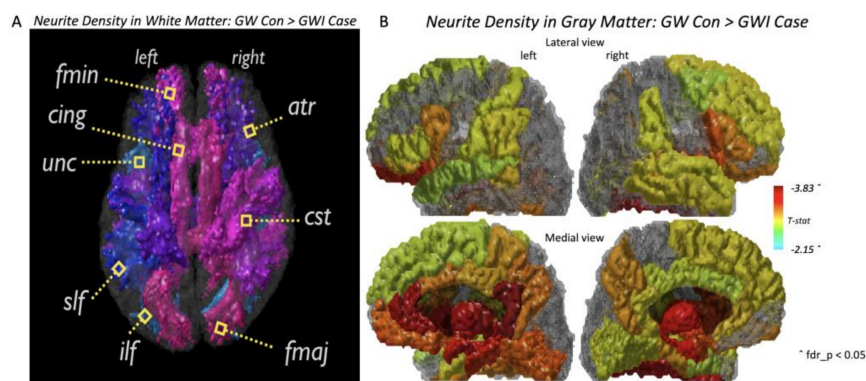 A
Neurite Density in White Matter: GW Con > GWI Case
left
right
fmin
cing
unc
slf
ilf
atr
cst
fmaj
B
Neurite Density in Gray Matter: GW Con > GWI Case
Lateral view
left
right
Medial view
-3.83 ˆ
T-stat
-2.15 ˆ
ˆ fdr_p < 0.05